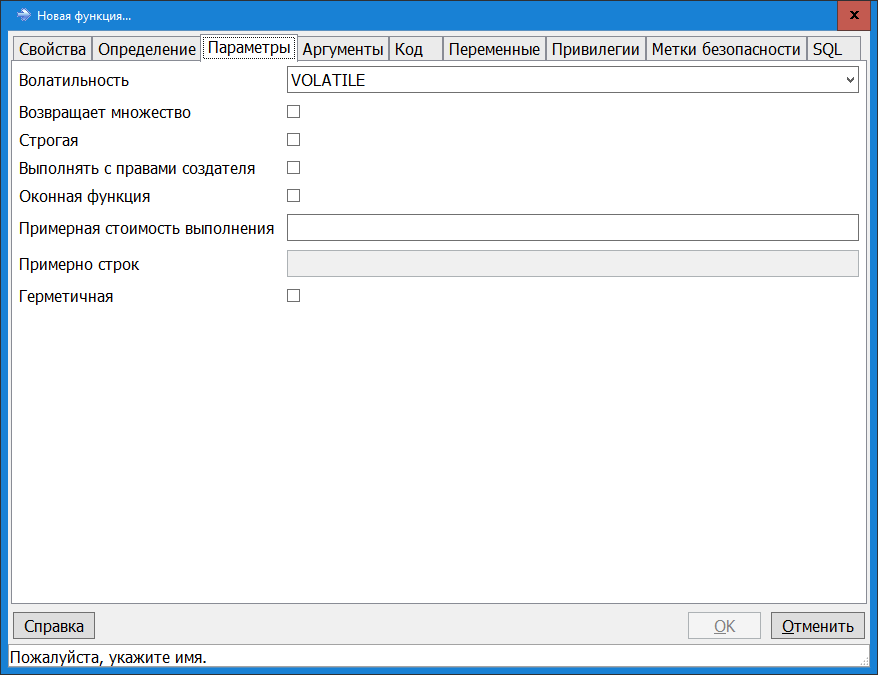 Новая функция...
Свойства Определение Параметры Аргументы Код Переменные Привилегии Метки безопасности SQL
Волатильность VOLATILE
Возвращает множество
Строгая
Выполнять с правами создателя
Оконная функция
Примерная стоимость выполнения
Примерно строк
Герметичная
Справка OK Отменить
Пожалуйста, укажите имя.